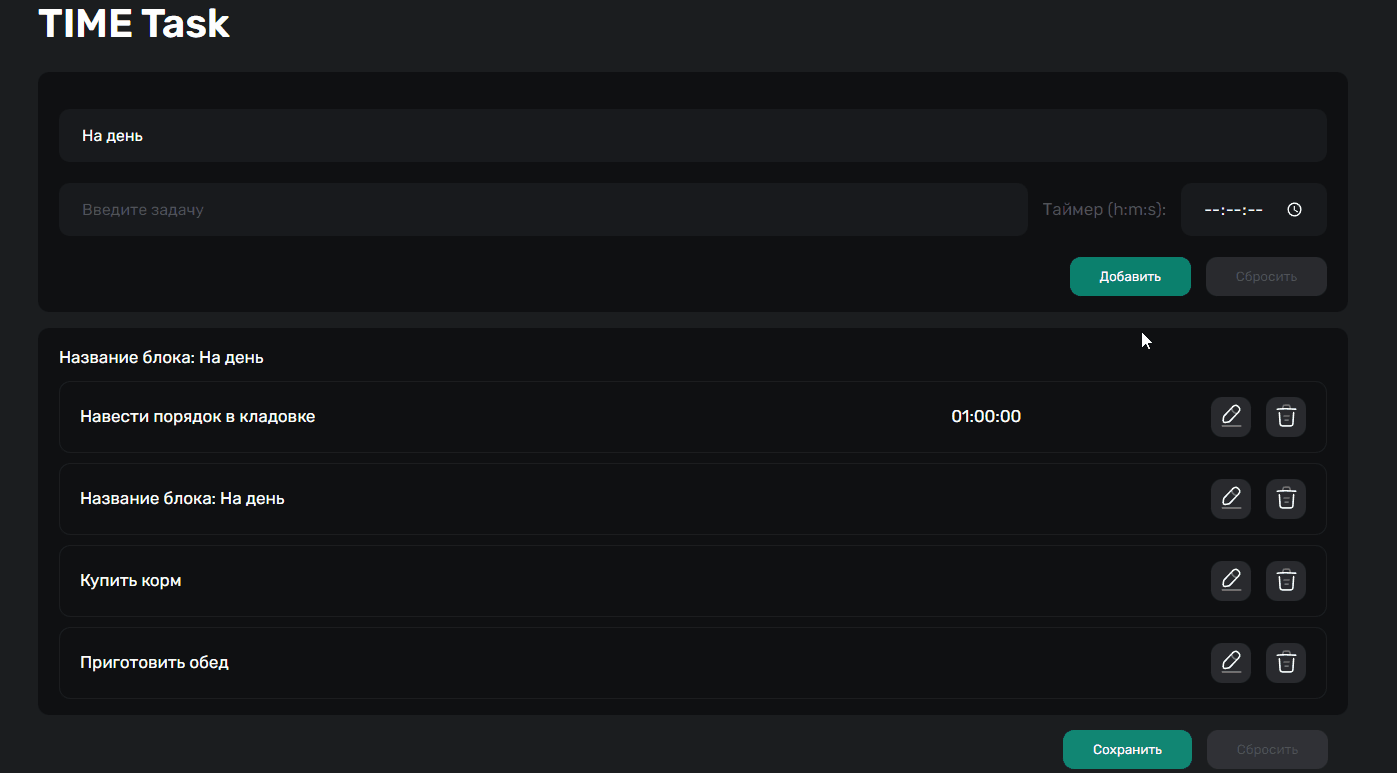 TIME Task
На день
Введите задачу Таймер (h:m:s): --:--:--
Добавить Сбросить
Название блока: На день
Навести порядок в кладовке 01:00:00
Название блока: На день
Купить корм
Приготовить обед
Сохранить Сбросить